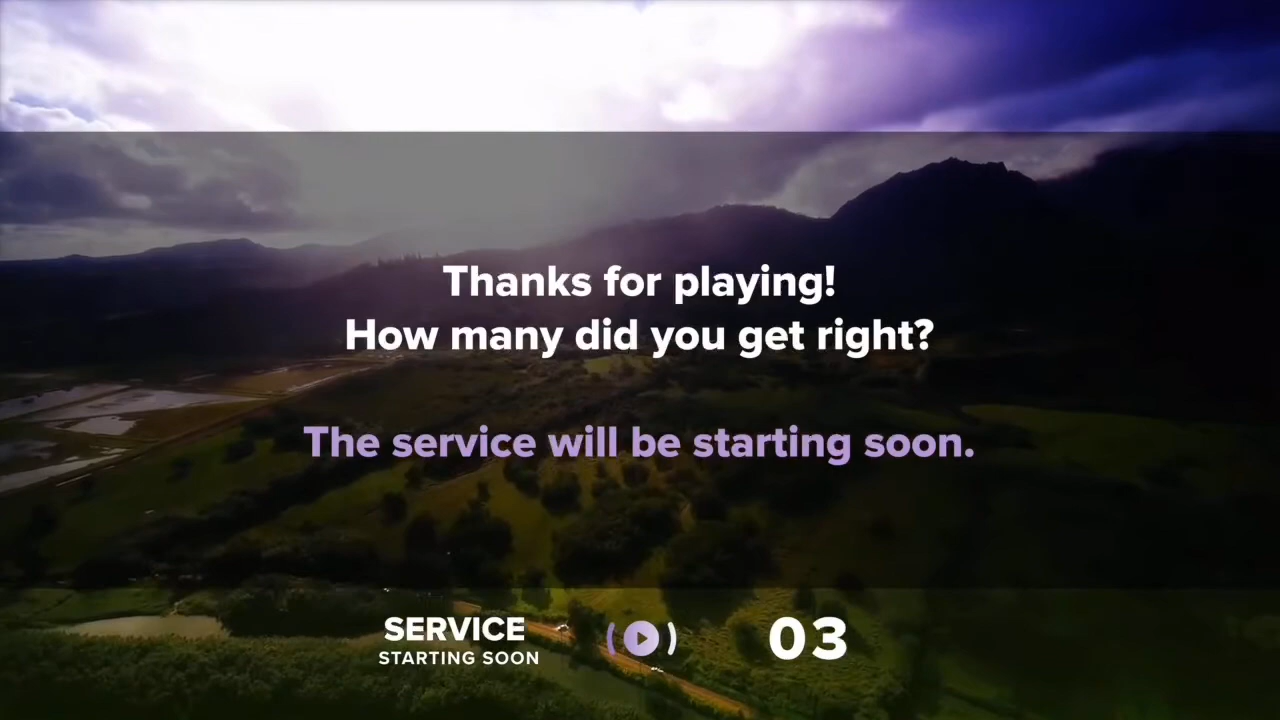 Thanks for playing!
How many did you get right?
The service will be starting soon.
SERVICE
STARTING SOON
03